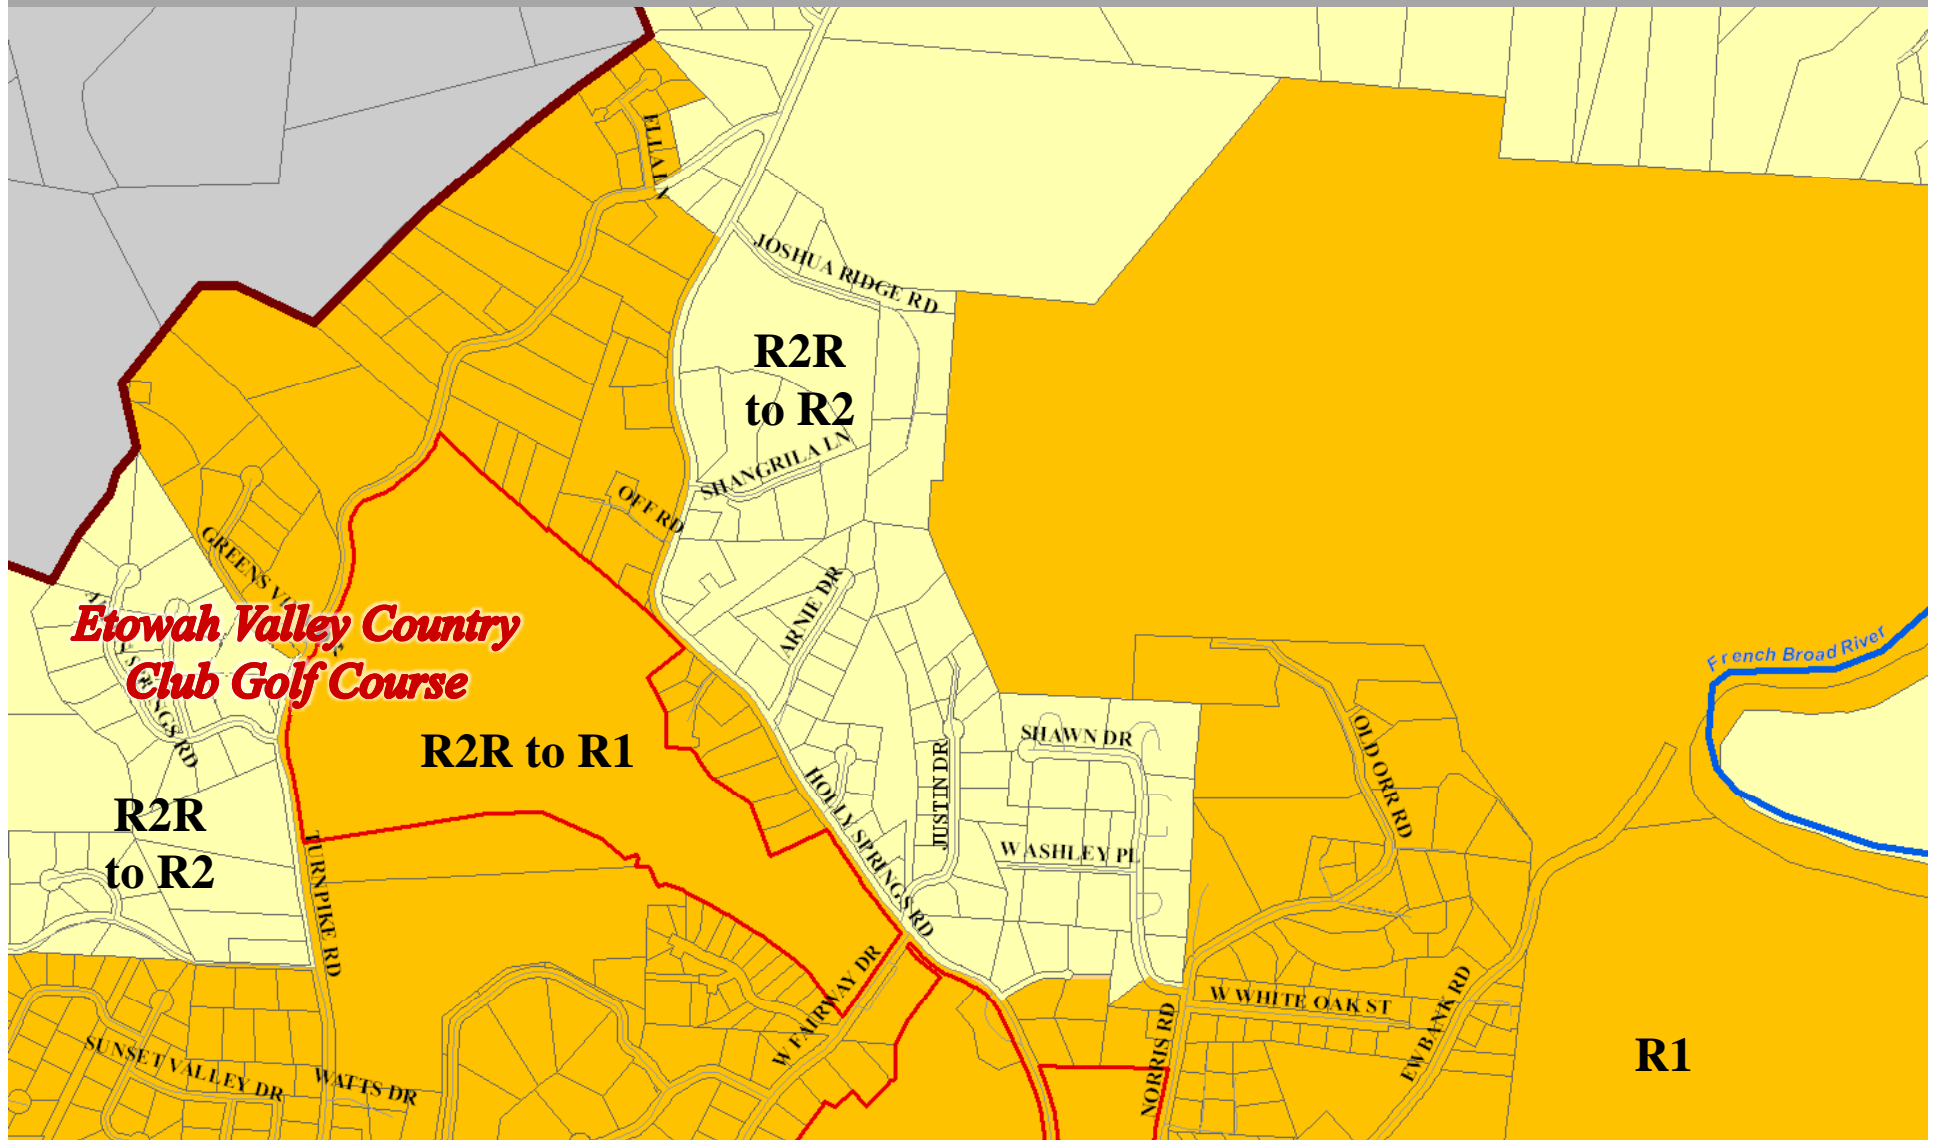 ELLA LN
JOSHUA RIDGE RD
R2R
to R2
SHANGRILA LN
OFF RD
GREENS
ARNIE DR
Etowah Valley Country
Club Golf Course
French Broad River
SPRINGS RD
R2R to R1
SHAWN DR
OLD ORR RD
JUSTIN DR
HOLLY SPRINGS RD
R2R
to R2
W ASHLEY PL
TURNPIKE RD
W FAIRWAY DR
W WHITE OAK ST
EWBANK RD
NORRIS RD
R1
SUNSET VALLEY DR
WATTS DR